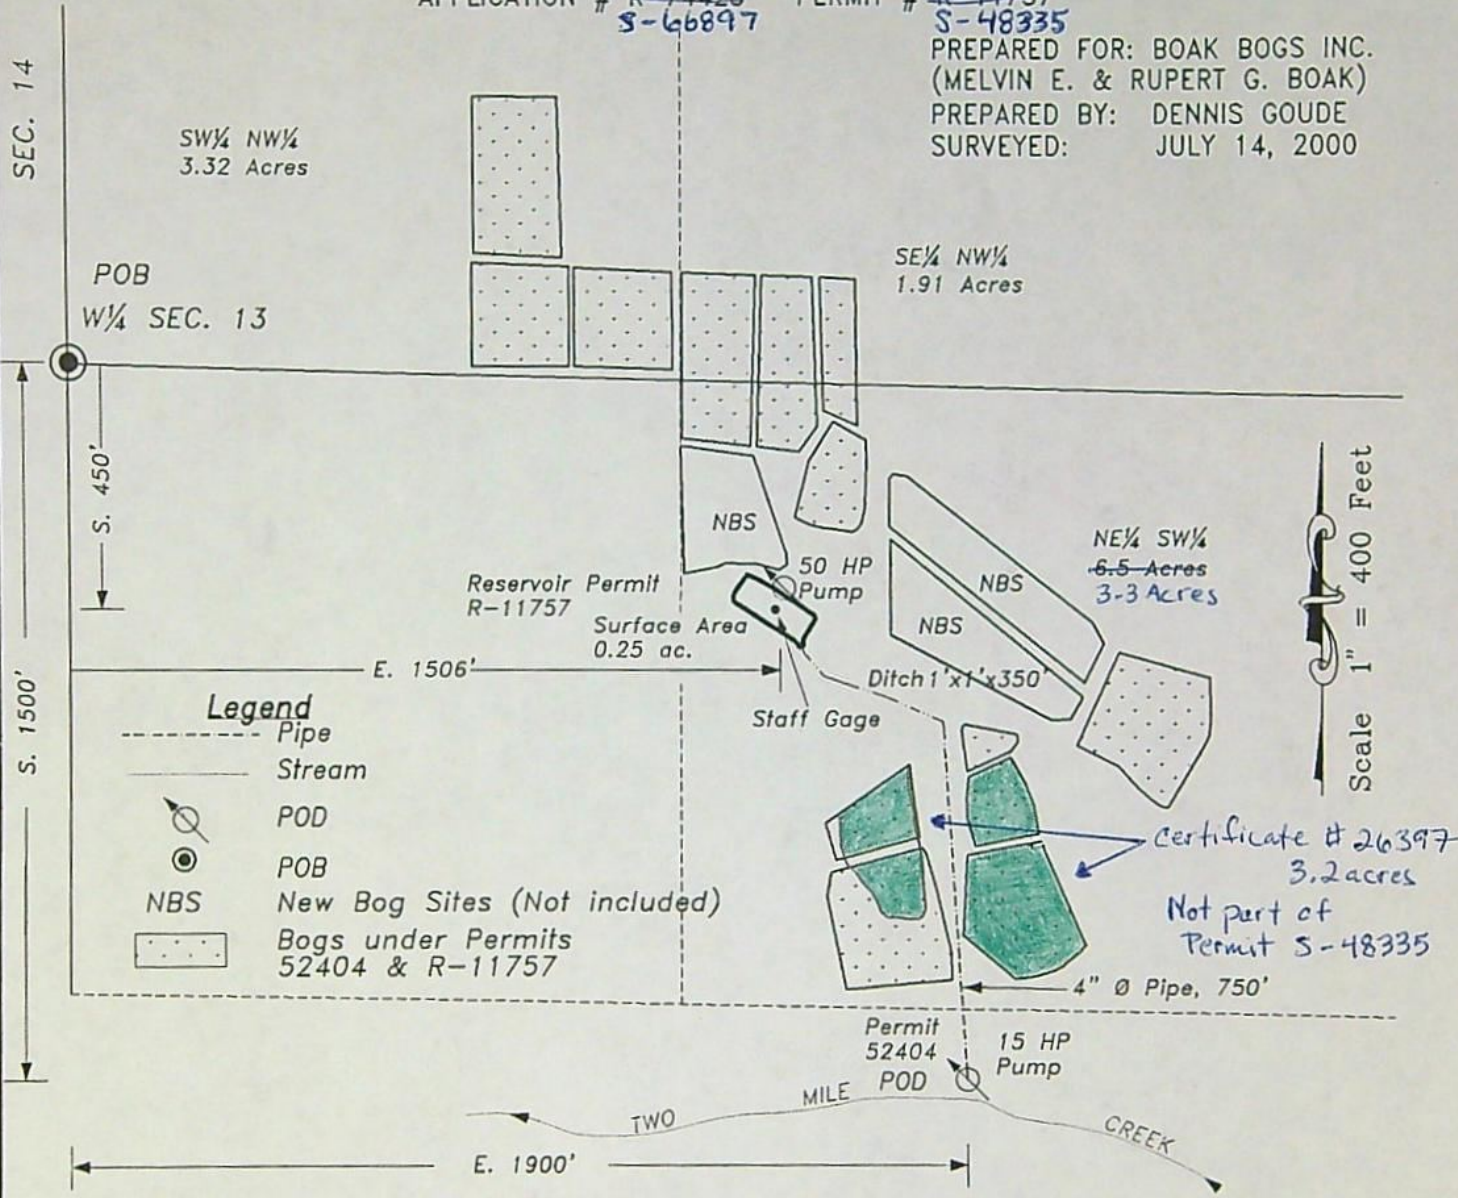 APPLICATION # PERMIT #
S-66897 S-48335
PREPARED FOR: BOAK BOGS INC.
(MELVIN E. & RUPERT G. BOAK)
PREPARED BY: DENNIS GOUDE
SURVEYED: JULY 14, 2000
SEC. 14
SW¼ NW¼
3.32 Acres
SE¼ NW¼
1.91 Acres
POB
W¼ SEC. 13
S. 450'
S. 1500'
NBS
50 HP
Pump
Reservoir Permit
R-11757
Surface Area
0.25 ac.
E. 1506'
Staff Gage
Ditch 1'x1'x350'
NBS
NBS
NE¼ SW¼
6.5 Acres
3-3 Acres
Scale 1" = 400 Feet
Legend
Pipe
Stream
POD
POB
NBS New Bog Sites (Not included)
Bogs under Permits
52404 & R-11757
Certificate # 26397
3.2 acres
Not part of
Permit S-48335
4" Ø Pipe, 750'
Permit
52404
POD
15 HP
Pump
TWO MILE CREEK
E. 1900'